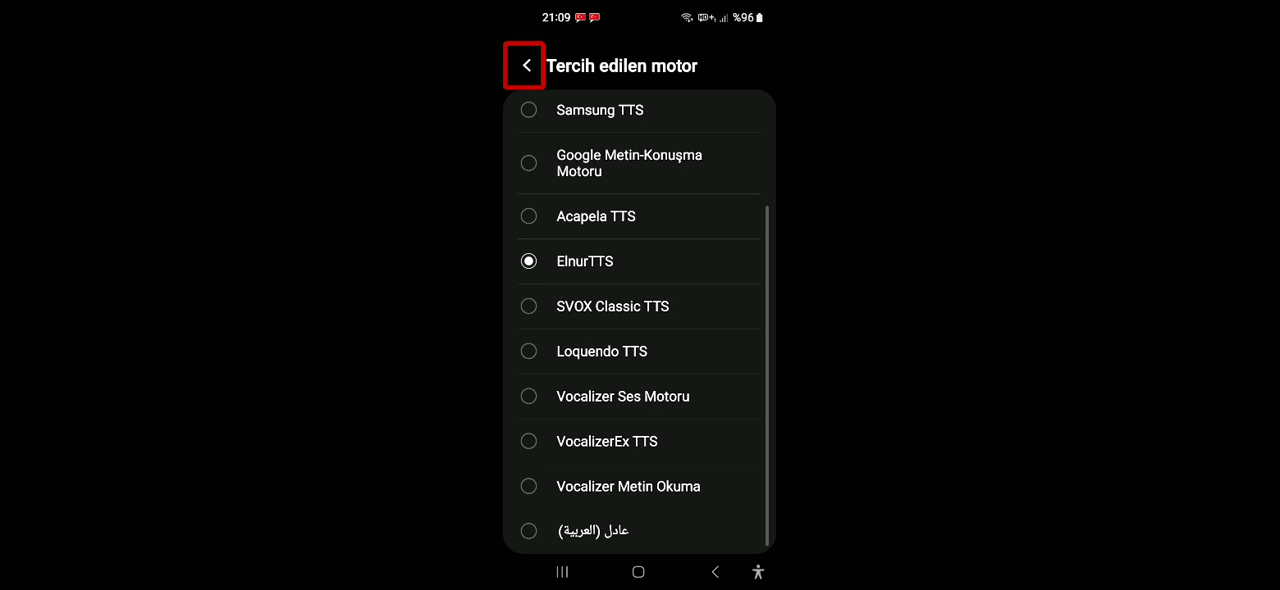 21:09 %96
Tercih edilen motor
Samsung TTS
Google Metin-Konuşma
Motoru
Acapela TTS
ElnurTTS
SVOX Classic TTS
Loquendo TTS
Vocalizer Ses Motoru
VocalizerEx TTS
Vocalizer Metin Okuma
عادل (العربية)